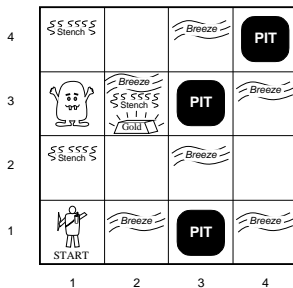 4 Stench Breeze PIT
Breeze
3 Stench PIT Breeze
Gold
2 Stench Breeze
1 Breeze PIT Breeze
START
1 2 3 4